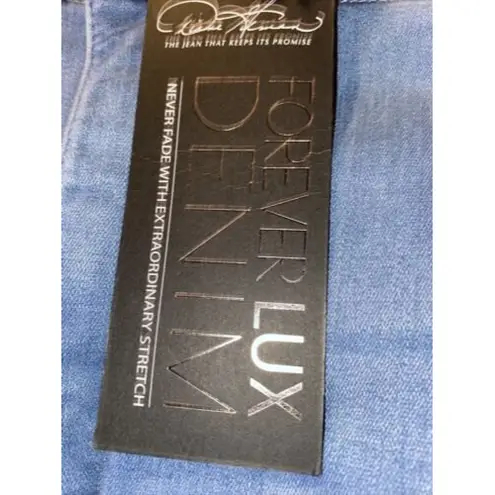 THE JEAN THAT KEEPS ITS PROMISE
FOREVER LUX
DENIM
NEVER FADE WITH EXTRAORDINARY STRETCH